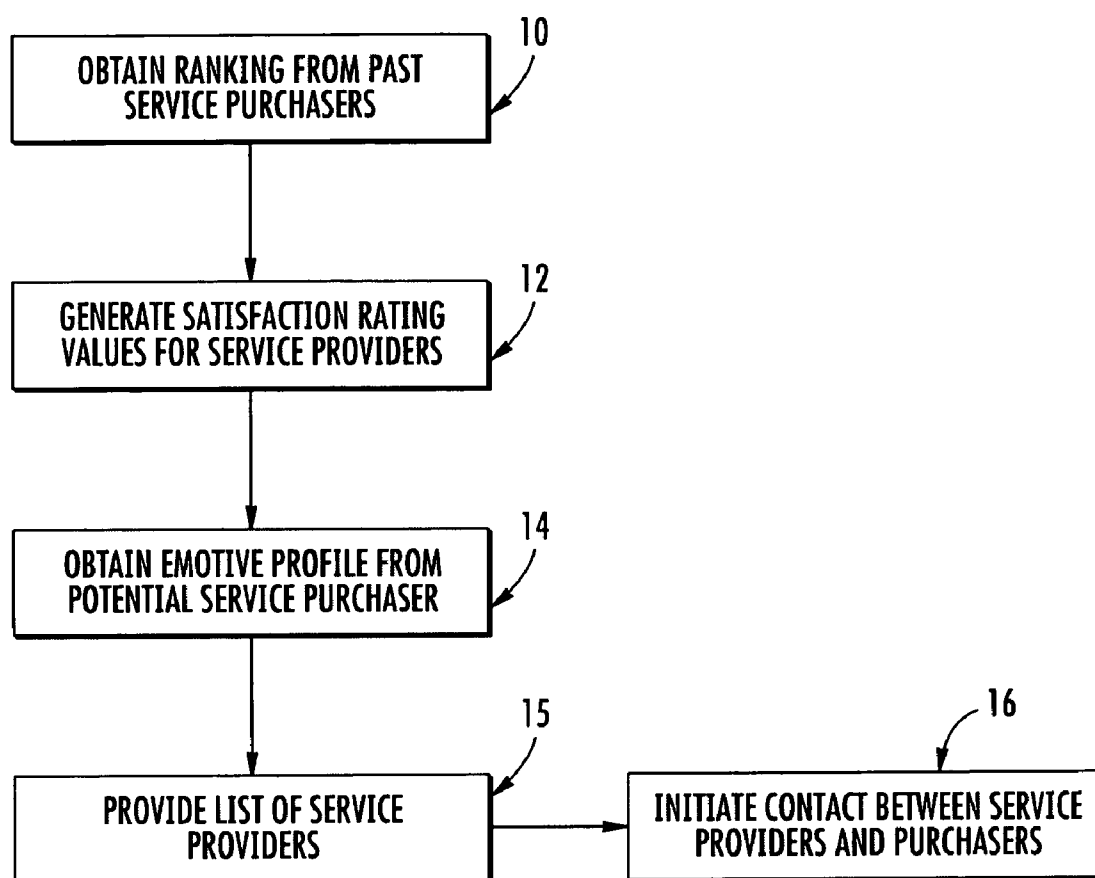 10
OBTAIN RANKING FROM PAST
SERVICE PURCHASERS
12
GENERATE SATISFACTION RATING
VALUES FOR SERVICE PROVIDERS
14
OBTAIN EMOTIVE PROFILE FROM
POTENTIAL SERVICE PURCHASER
15
PROVIDE LIST OF SERVICE
PROVIDERS
16
INITIATE CONTACT BETWEEN SERVICE
PROVIDERS AND PURCHASERS